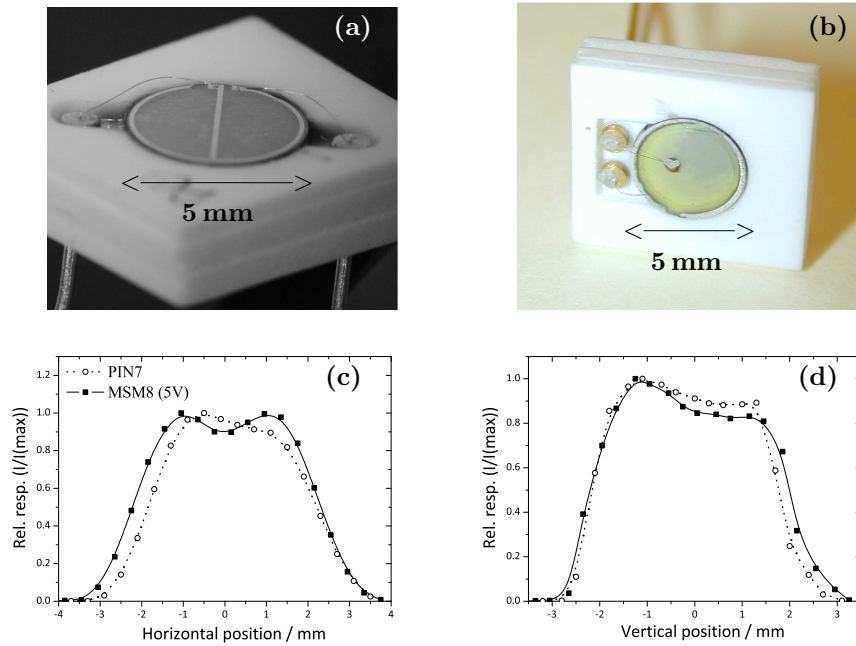 (a)
5 mm
(b)
5 mm
(c)
PIN7
MSM8 (5V)
Rel. resp. (I/I(max))
1.2
1.0
0.8
0.6
0.4
0.2
0.0
-4 -3 -2 -1 0 1 2 3 4
Horizontal position / mm
(d)
Rel. resp. (I/I(max))
1.0
0.8
0.6
0.4
0.2
0.0
-3 -2 -1 0 1 2 3
Vertical position / mm